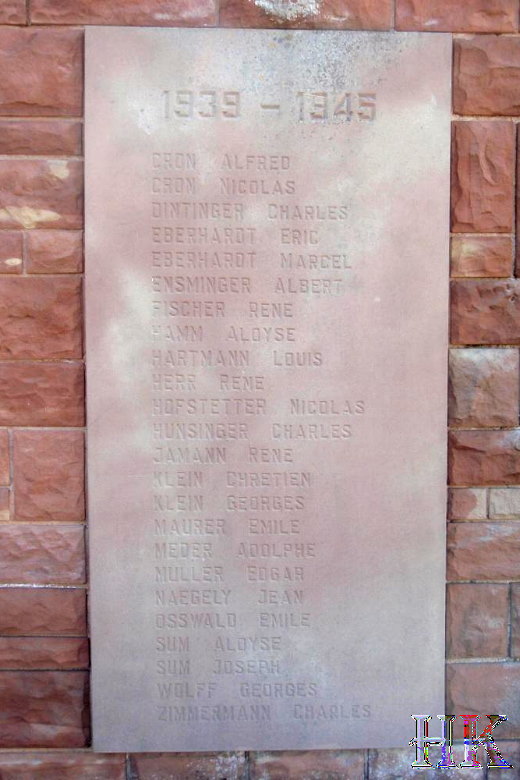 1939 - 1945
CRON ALFRED
CRON NICOLAS
DINTINGER CHARLES
EBERHARDT ERIC
EBERHARDT MARCEL
ENSMINGER ALBERT
FISCHER RENE
HAMM ALOYSE
HARTMANN LOUIS
HERR RENE
HOFSTETTER NICOLAS
HUNSINGER CHARLES
JAMANN RENE
KLEIN CHRETIEN
KLEIN GEORGES
MAURER EMILE
MEDER ADOLPHE
MULLER EDGAR
NAEGELY JEAN
OSSWALD EMILE
SUM ALOYSE
SUM JOSEPH
WOLFF GEORGES
ZIMMERMANN CHARLES
HK